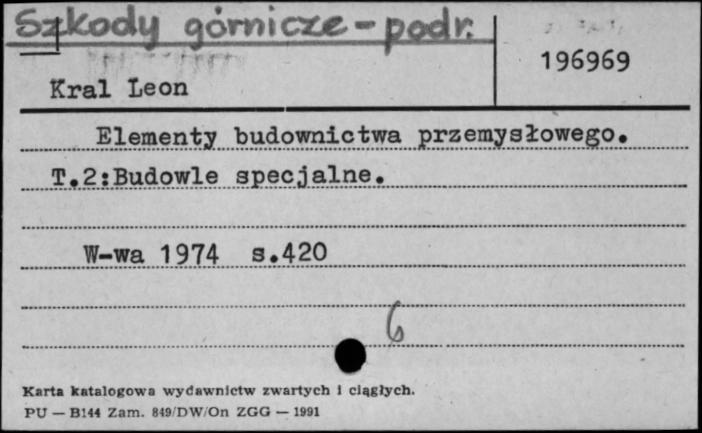 Szkody górnicze - podr.
196969
Kral Leon
Elementy budownictwa przemysłowego.
T.2:Budowle specjalne.
W-wa 1974 s.420
6
Karta katalogowa wydawnictw zwartych i ciągłych.
PU — B144 Zam. 849/DW/On ZGG — 1991